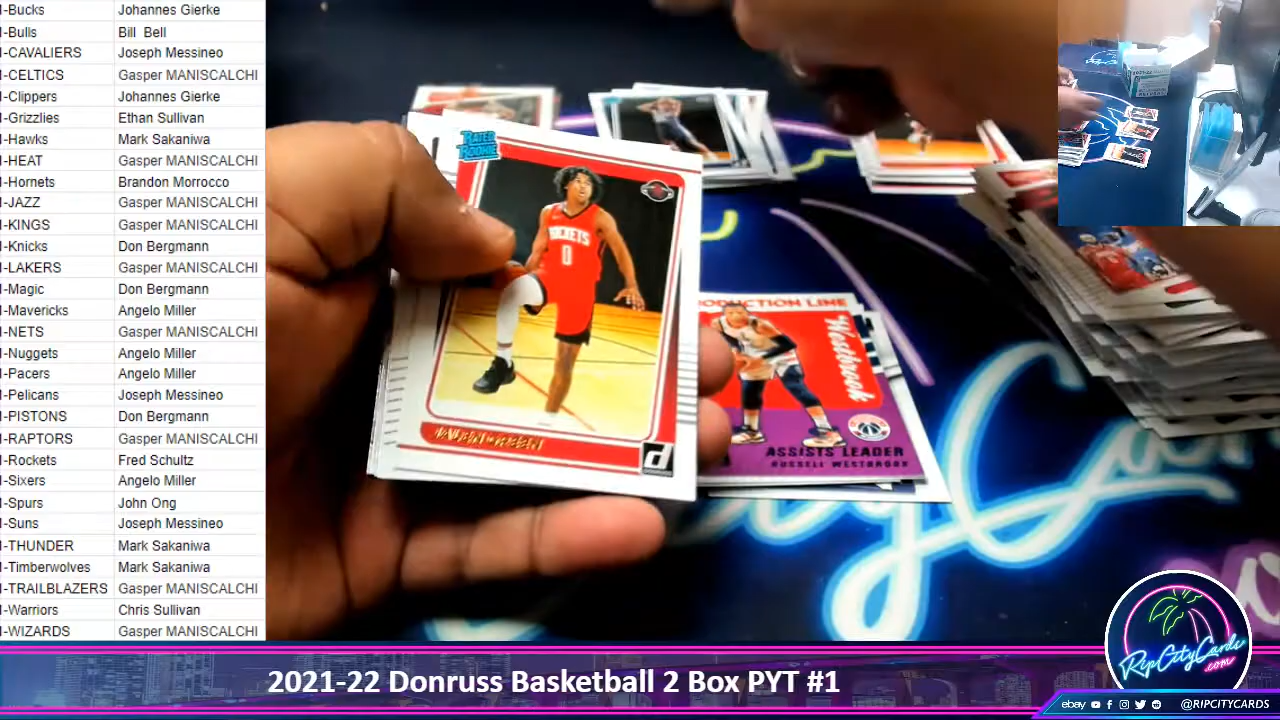 l-Bucks Johannes Gierke
l-Bulls Bill Bell
l-CAVALIERS Joseph Messineo
l-CELTICS Gasper MANISCALCHI
l-Clippers Johannes Gierke
l-Grizzlies Ethan Sullivan
l-Hawks Mark Sakaniwa
l-HEAT Gasper MANISCALCHI
l-Hornets Brandon Morrocco
l-JAZZ Gasper MANISCALCHI
l-KINGS Gasper MANISCALCHI
l-Knicks Don Bergmann
l-LAKERS Gasper MANISCALCHI
l-Magic Don Bergmann
l-Mavericks Angelo Miller
l-NETS Gasper MANISCALCHI
l-Nuggets Angelo Miller
l-Pacers Angelo Miller
l-Pelicans Joseph Messineo
l-PISTONS Don Bergmann
l-RAPTORS Gasper MANISCALCHI
l-Rockets Fred Schultz
l-Sixers Angelo Miller
l-Spurs John Ong
l-Suns Joseph Messineo
l-THUNDER Mark Sakaniwa
l-Timberwolves Mark Sakaniwa
l-TRAILBLAZERS Gasper MANISCALCHI
l-Warriors Chris Sullivan
l-WIZARDS Gasper MANISCALCHI
RATED
ROOKIE
ROCKETS
0
JALEN GREEN
d
PRODUCTION LINE
Westbrook
ASSISTS LEADER
RUSSELL WESTBROOK
RipCityCards
.com
2021-22 Donruss Basketball 2 Box PYT #1
ebay @RIPCITYCARDS